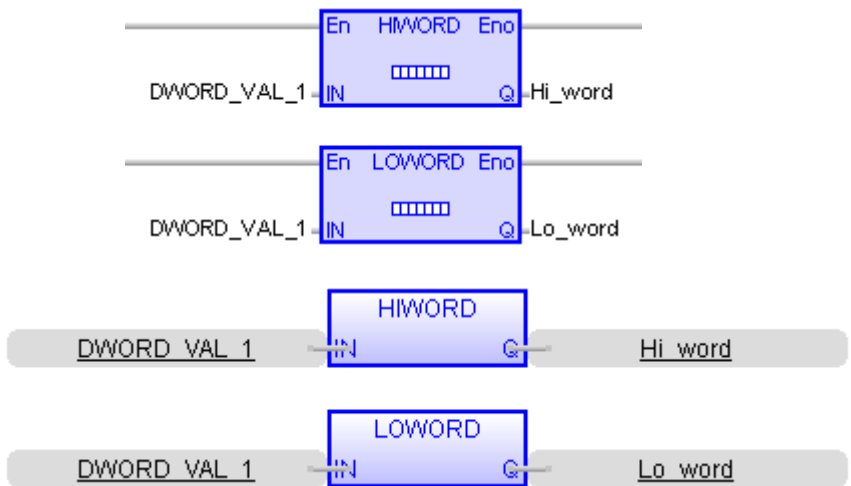 En HIWORD Eno
DWORD_VAL_1 IN Q Hi_word
En LOWORD Eno
DWORD_VAL_1 IN Q Lo_word
HIWORD
DWORD_VAL_1 IN Q Hi_word
LOWORD
DWORD_VAL_1 IN Q Lo_word